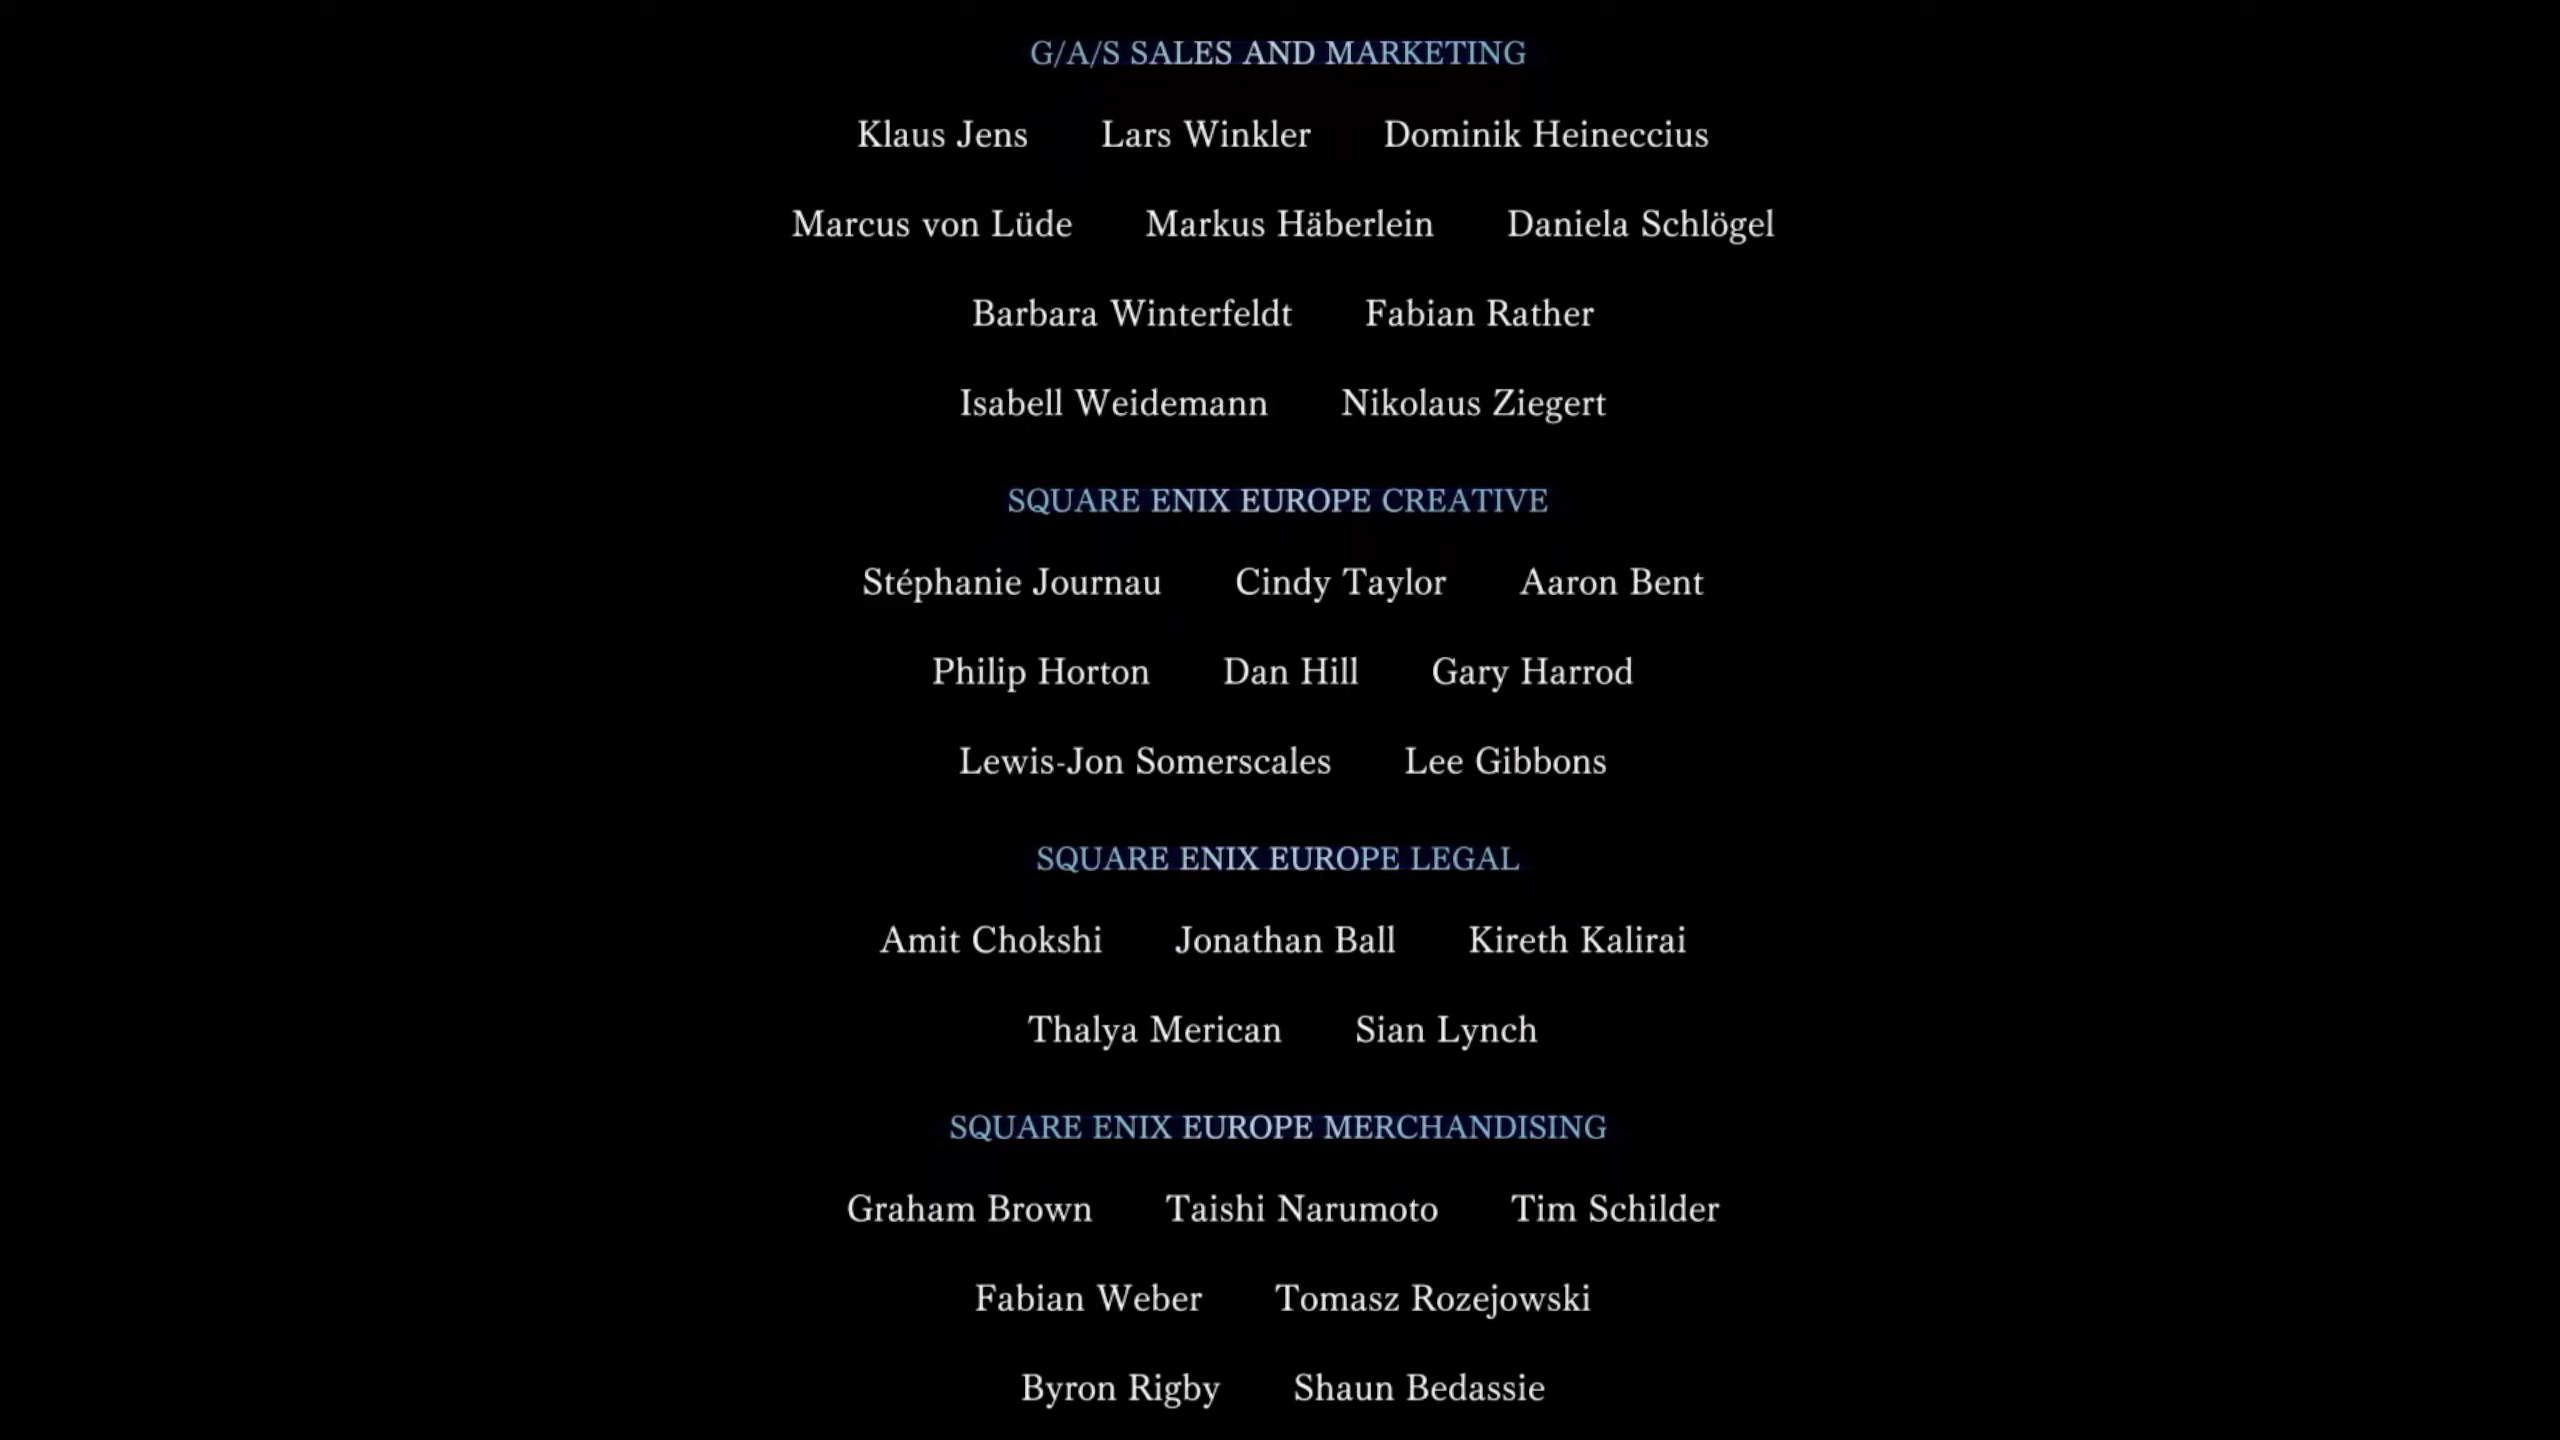 G/A/S SALES AND MARKETING
Klaus Jens Lars Winkler Dominik Heineccius
Marcus von Lüde Markus Häberlein Daniela Schlögel
Barbara Winterfeldt Fabian Rather
Isabell Weidemann Nikolaus Ziegert
SQUARE ENIX EUROPE CREATIVE
Stéphanie Journau Cindy Taylor Aaron Bent
Philip Horton Dan Hill Gary Harrod
Lewis-Jon Somerscales Lee Gibbons
SQUARE ENIX EUROPE LEGAL
Amit Chokshi Jonathan Ball Kireth Kalirai
Thalya Merican Sian Lynch
SQUARE ENIX EUROPE MERCHANDISING
Graham Brown Taishi Narumoto Tim Schilder
Fabian Weber Tomasz Rozejowski
Byron Rigby Shaun Bedassie